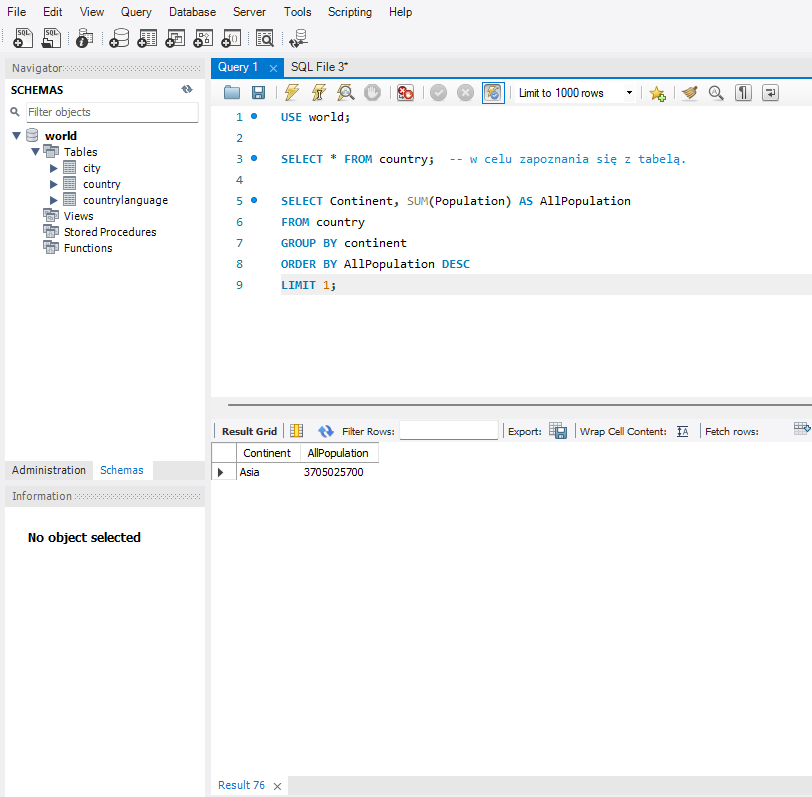 File Edit View Query Database Server Tools Scripting Help
Navigator
SCHEMAS
Filter objects
world
Tables
city
country
countrylanguage
Views
Stored Procedures
Functions
Administration Schemas
Information
No object selected
Query 1 SQL File 3*
Limit to 1000 rows
1 USE world;
2
3 SELECT * FROM country; -- w celu zapoznania się z tabelą.
4
5 SELECT Continent, SUM(Population) AS AllPopulation
6 FROM country
7 GROUP BY continent
8 ORDER BY AllPopulation DESC
9 LIMIT 1;
Result Grid Filter Rows: Export: Wrap Cell Content: Fetch rows:
Continent AllPopulation
Asia 3705025700
Result 76